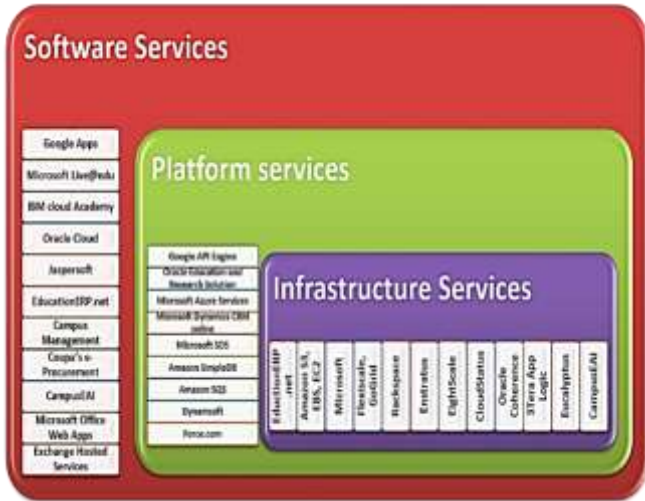 Software Services
Google Apps
Microsoft Live@edu
IBM cloud Academy
Oracle Cloud
Jaspersoft
EducationERP.net
Campus
Management
Coupa's e-
Procurement
CampusEAI
Microsoft Office
Web Apps
Exchange Hosted
Services
Platform services
Google API Engine
Oracle Education and
Research Solution
Microsoft Azure Services
Microsoft Dynamics CRM
online
Microsoft SDS
Amazon SimpleDB
Amazon SQS
Dynamsoft
Force.com
Infrastructure Services
EductionERP
.net
Amazon S3,
EBS, EC2
Microsoft
Flexiscale,
GoGrid
Rackspace
Enstratus
CloudStatus
Oracle
Coherence
3Tera App
Logic
Eucalyptus
CampusEAI